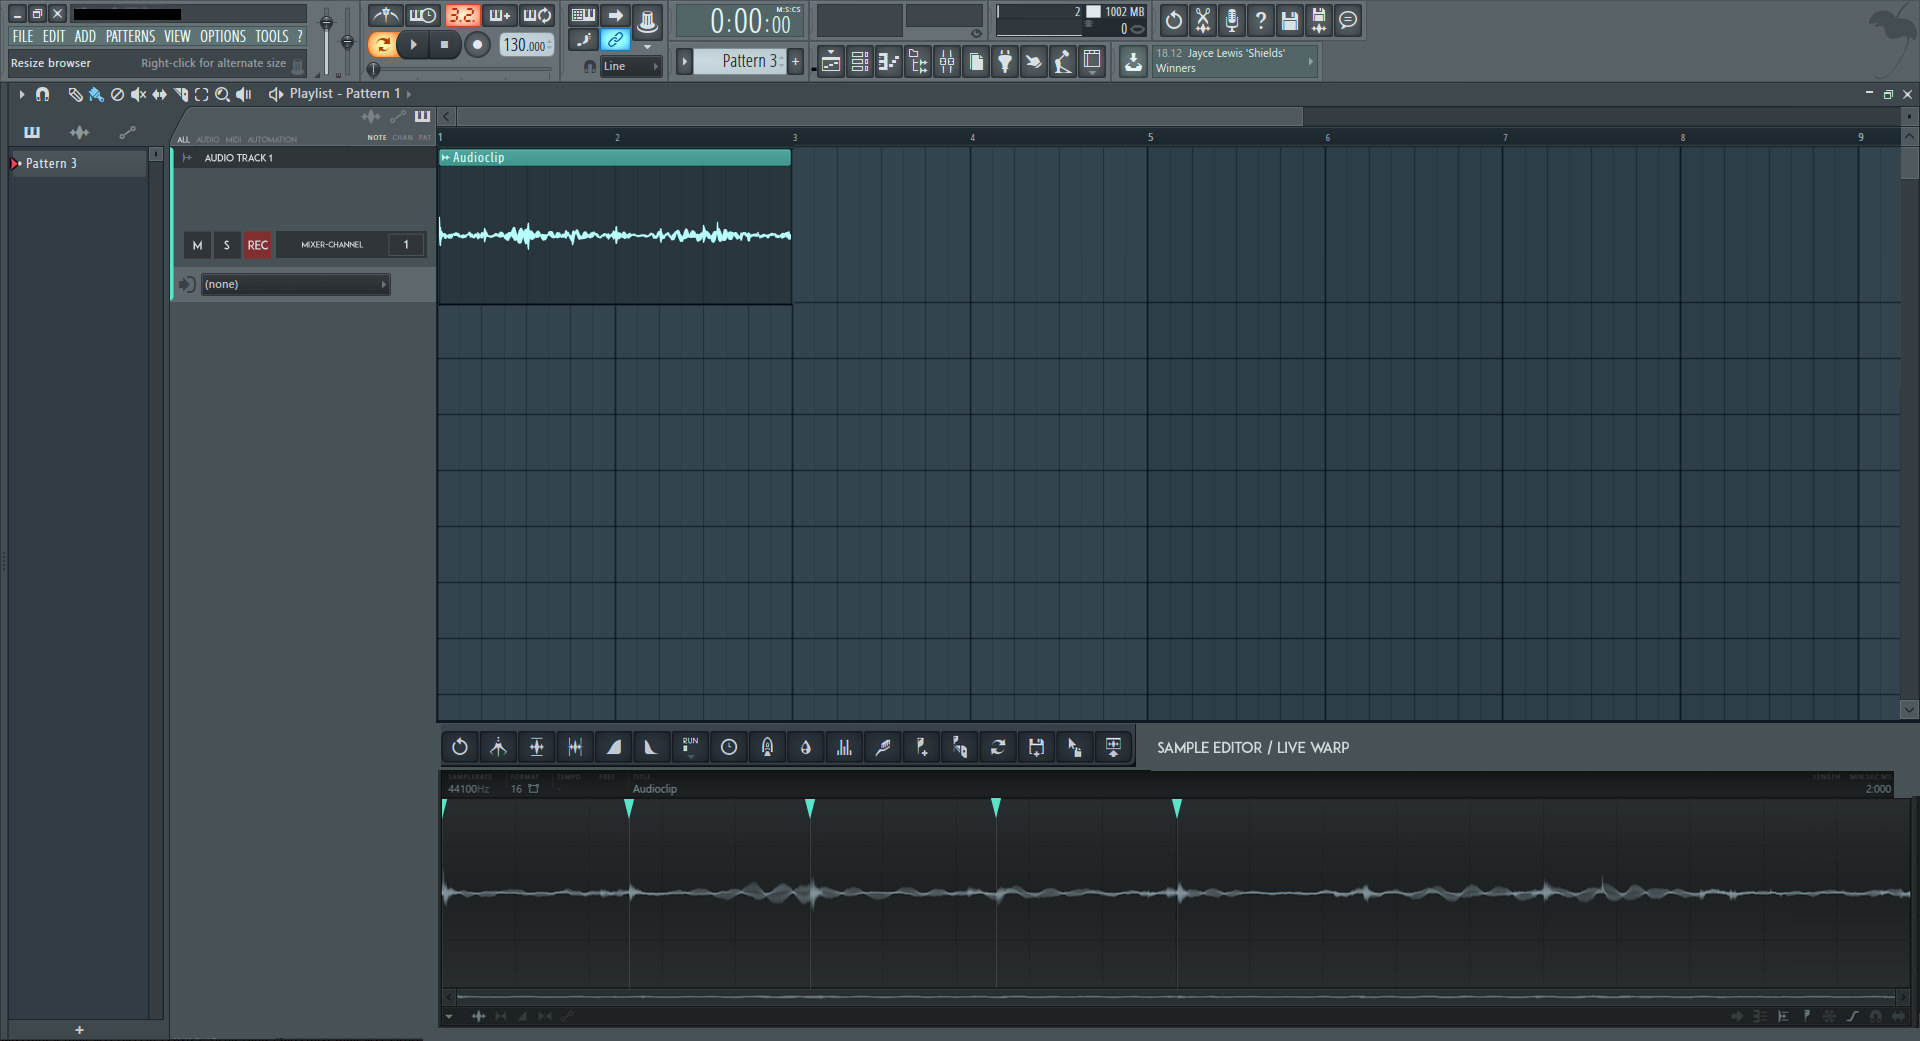 FILE EDIT ADD PATTERNS VIEW OPTIONS TOOLS ?
Resize browser Right-click for alternate size
3.2
130.000
Line
0:00:00 M:S:CS
Pattern 3 +
2 1002 MB
0
?
18.12 Jayce Lewis 'Shields'
Winners
Playlist - Pattern 1
Pattern 3
+
ALL AUDIO MIDI AUTOMATION
NOTE CHAN PAT
1 2 3 4 5 6 7 8 9
AUDIO TRACK 1
M S REC MIXER-CHANNEL 1
(none)
Audioclip
RUN
SAMPLE EDITOR / LIVE WARP
SAMPLERATE FORMAT TEMPO FREE TITLE LENGTH MIN:SEC:MS
44100Hz 16 - Audioclip 2:000